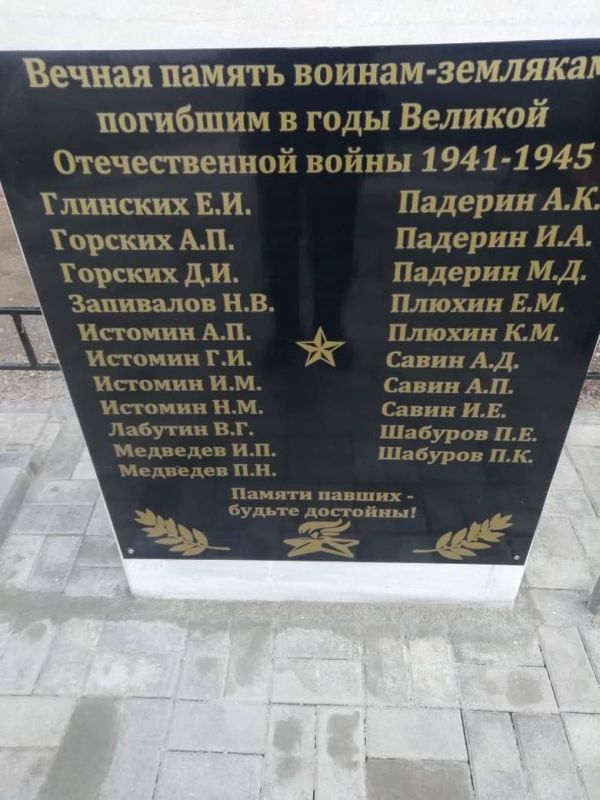 Вечная память воинам-землякам
погибшим в годы Великой
Отечественной войны 1941-1945
Глинских Е.И.
Горских А.П.
Горских Д.И.
Запивалов Н.В.
Истомин А.П.
Истомин Г.И.
Истомин И.М.
Истомин Н.М.
Лабутин В.Г.
Медведев И.П.
Медведев П.Н.
Падерин А.К.
Падерин И.А.
Падерин М.Д.
Плюхин Е.М.
Плюхин К.М.
Савин А.Д.
Савин А.П.
Савин И.Е.
Шабуров П.Е.
Шабуров П.К.
Памяти павших -
будьте достойны!